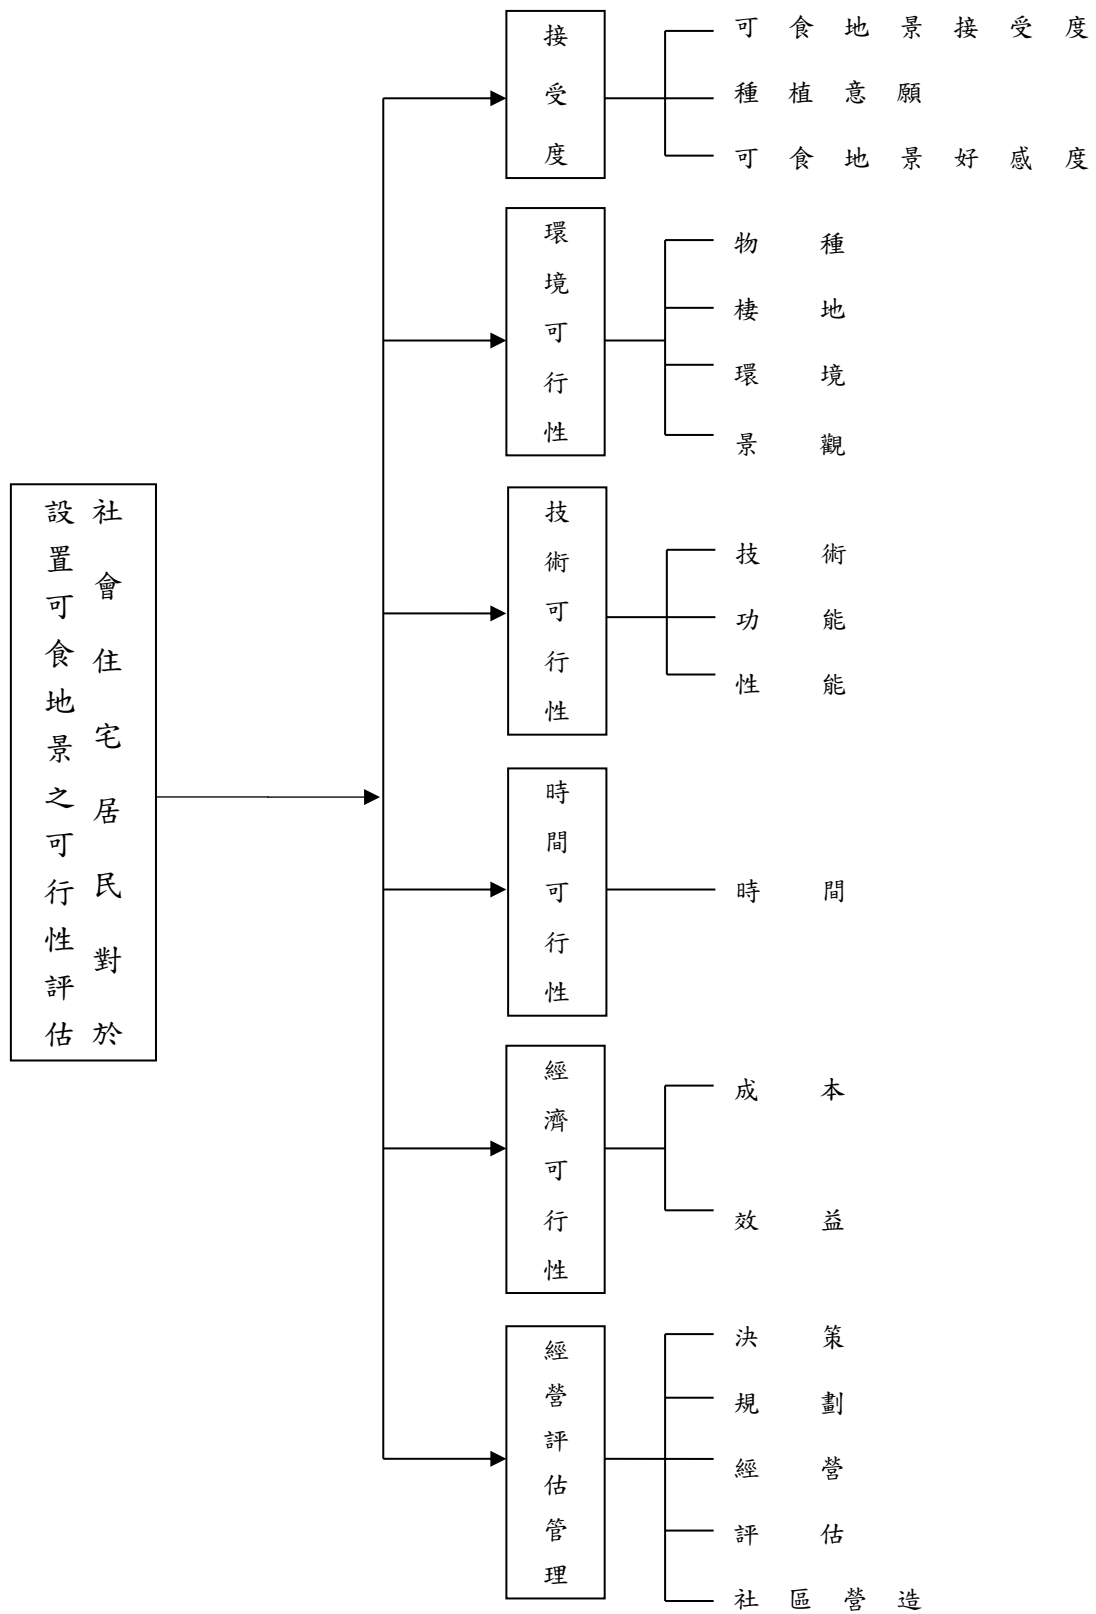 社會住宅居民對於
設置可食地景之可行性評估
接受度
可食地景接受度
種植意願
可食地景好感度
環境可行性
物種
棲地
環境
景觀
技術可行性
技術
功能
性能
時間可行性
時間
經濟可行性
成本
效益
經營評估管理
決策
規劃
經營
評估
社區營造